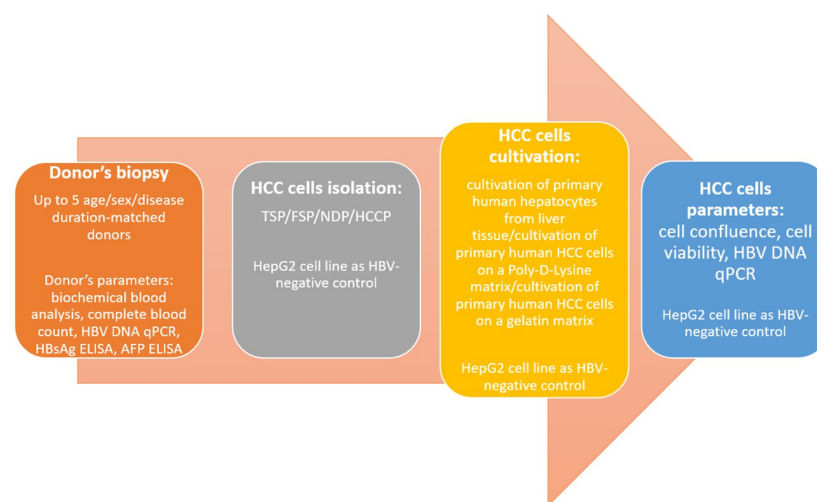 Donor's biopsy
Up to 5 age/sex/disease
duration-matched
donors
Donor's parameters:
biochemical blood
analysis, complete blood
count, HBV DNA qPCR,
HBsAg ELISA, AFP ELISA
HCC cells isolation:
TSP/FSP/NDP/HCCP
HepG2 cell line as HBV-
negative control
HCC cells
cultivation:
cultivation of primary
human hepatocytes
from liver
tissue/cultivation of
primary human HCC cells
on a Poly-D-Lysine
matrix/cultivation of
primary human HCC cells
on a gelatin matrix
HepG2 cell line as HBV-
negative control
HCC cells
parameters:
cell confluence, cell
viability, HBV DNA
qPCR
HepG2 cell line as HBV-
negative control